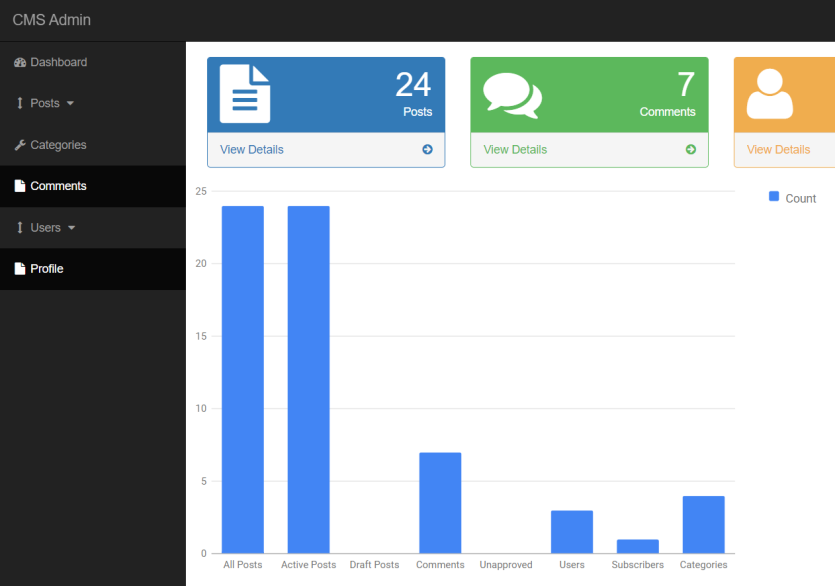 CMS Admin
Dashboard
Posts
Categories
Comments
Users
Profile
24
Posts
View Details
7
Comments
View Details
View Details
25
20
15
10
5
0
All Posts
Active Posts
Draft Posts
Comments
Unapproved
Users
Subscribers
Categories
Count